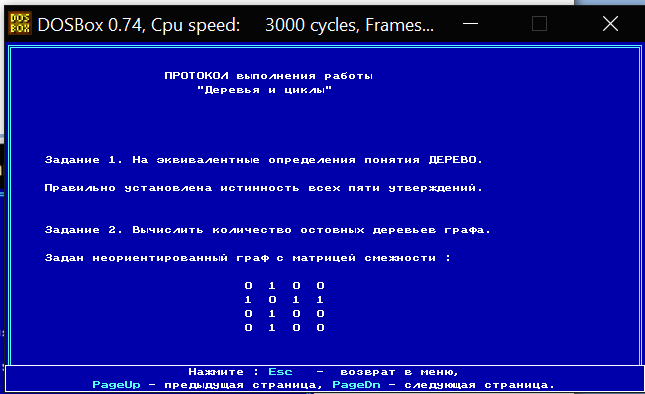 DOS
BOX
DOSBox 0.74, Cpu speed: 3000 cycles, Frames...
ПРОТОКОЛ выполнения работы
"Деревья и циклы"
Задание 1. На эквивалентные определения понятия ДЕРЕВО.
Правильно установлена истинность всех пяти утверждений.
Задание 2. Вычислить количество остовных деревьев графа.
Задан неориентированный граф с матрицей смежности :
0 1 0 0
1 0 1 1
0 1 0 0
0 1 0 0
Нажмите : Esc - возврат в меню,
PageUp - предыдущая страница, PageDn - следующая страница.